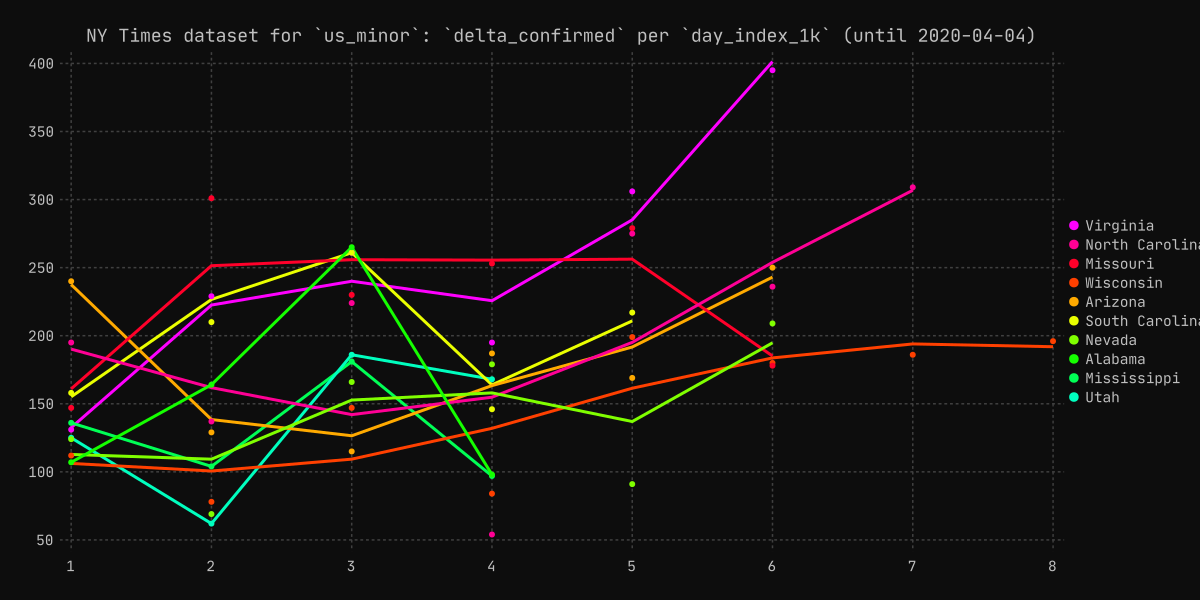 NY Times dataset for `us_minor`: `delta_confirmed` per `day_index_1k` (until 2020-04-04)
400
350
300
250
200
150
100
50
1 2 3 4 5 6 7 8
Virginia
North Carolina
Missouri
Wisconsin
Arizona
South Carolina
Nevada
Alabama
Mississippi
Utah